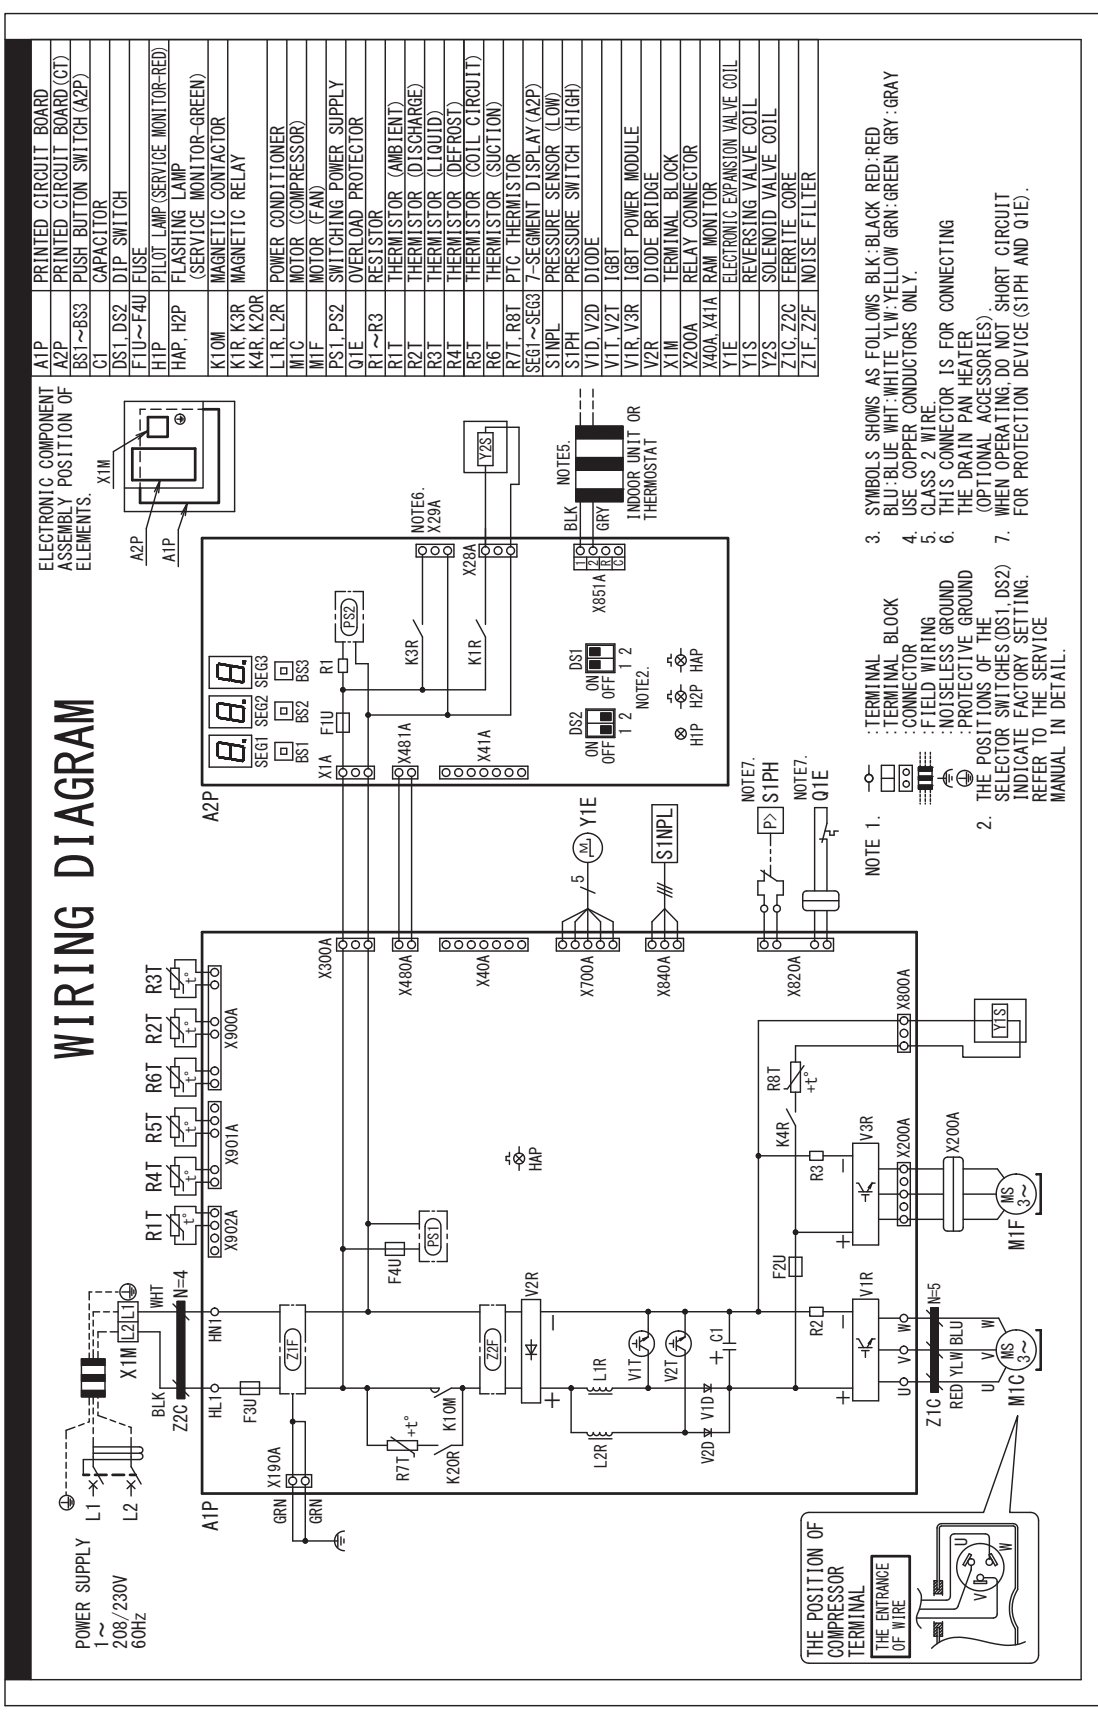 WIRING DIAGRAM
POWER SUPPLY
1~
208/230V
60Hz
L1
L2
X1M
L2 L1
BLK
WHT
Z2C
N=4
HL1
HN1
F3U
Z1F
X190A
GRN
GRN
A1P
R1T
t°
R4T
t°
R5T
t°
R6T
t°
R2T
t°
R3T
t°
X902A
X901A
X900A
R7T
+t°
K10M
K20R
F4U
PS1
Z2F
V2R
L1R
L2R
V1T
V2T
V1D
V2D
C1
HAP
R2
F2U
V1R
R3
V3R
K4R
R8T
+t°
X300A
X480A
X40A
X700A
X840A
X820A
X800A
X200A
X200A
Y1S
U
V
W
Z1C
N=5
RED YLW BLU
U
V
W
MS
3~
M1C
MS
3~
M1F
5
M
Y1E
S1NPL
NOTE7.
P>
S1PH
NOTE7.
Q1E
THE POSITION OF
COMPRESSOR
TERMINAL
THE ENTRANCE
OF WIRE
U
V
W
A2P
X1A
X481A
X41A
SEG1
SEG2
SEG3
BS1
BS2
BS3
F1U
R1
PS2
K3R
K1R
NOTE6.
X29A
X28A
Y2S
DS2
ON
OFF
1 2
DS1
ON
OFF
1 2
NOTE2.
H1P
H2P
HAP
X851A
1
2
R
C
BLK
GRY
NOTE5.
INDOOR UNIT OR
THERMOSTAT
ELECTRONIC COMPONENT
ASSEMBLY POSITION OF
ELEMENTS.
A2P
A1P
X1M
A1P PRINTED CIRCUIT BOARD
A2P PRINTED CIRCUIT BOARD(CT)
BS1~BS3 PUSH BUTTON SWITCH(A2P)
C1 CAPACITOR
DS1,DS2 DIP SWITCH
F1U~F4U FUSE
H1P PILOT LAMP(SERVICE MONITOR-RED)
HAP,H2P FLASHING LAMP
(SERVICE MONITOR-GREEN)
K10M MAGNETIC CONTACTOR
K1R,K3R MAGNETIC RELAY
K4R,K20R
L1R,L2R POWER CONDITIONER
M1C MOTOR (COMPRESSOR)
M1F MOTOR (FAN)
PS1,PS2 SWITCHING POWER SUPPLY
Q1E OVERLOAD PROTECTOR
R1~R3 RESISTOR
R1T THERMISTOR (AMBIENT)
R2T THERMISTOR (DISCHARGE)
R3T THERMISTOR (LIQUID)
R4T THERMISTOR (DEFROST)
R5T THERMISTOR (COIL CIRCUIT)
R6T THERMISTOR (SUCTION)
R7T,R8T PTC THERMISTOR
SEG1~SEG3 7-SEGMENT DISPLAY(A2P)
S1NPL PRESSURE SENSOR (LOW)
S1PH PRESSURE SWITCH (HIGH)
V1D,V2D DIODE
V1T,V2T IGBT
V1R,V3R IGBT POWER MODULE
V2R DIODE BRIDGE
X1M TERMINAL BLOCK
X200A RELAY CONNECTOR
X40A,X41A RAM MONITOR
Y1E ELECTRONIC EXPANSION VALVE COIL
Y1S REVERSING VALVE COIL
Y2S SOLENOID VALVE COIL
Z1C,Z2C FERRITE CORE
Z1F,Z2F NOISE FILTER
NOTE 1.
:TERMINAL
:TERMINAL BLOCK
:CONNECTOR
:FIELD WIRING
:NOISELESS GROUND
:PROTECTIVE GROUND
2. THE POSITIONS OF THE
SELECTOR SWITCHES(DS1,DS2)
INDICATE FACTORY SETTING.
REFER TO THE SERVICE
MANUAL IN DETAIL.
3. SYMBOLS SHOWS AS FOLLOWS BLK:BLACK RED:RED
BLU:BLUE WHT:WHITE YLW:YELLOW GRN:GREEN GRY:GRAY
4. USE COPPER CONDUCTORS ONLY.
5. CLASS 2 WIRE.
6. THIS CONNECTOR IS FOR CONNECTING
THE DRAIN PAN HEATER
(OPTIONAL ACCESSORIES).
7. WHEN OPERATING,DO NOT SHORT CIRCUIT
FOR PROTECTION DEVICE(S1PH AND Q1E).